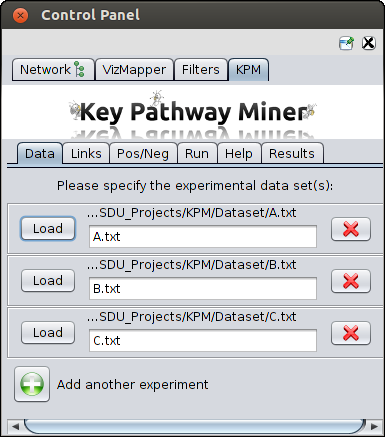 Control Panel
Network VizMapper Filters KPM
Key Pathway Miner
Data Links Pos/Neg Run Help Results
Please specify the experimental data set(s):
...SDU_Projects/KPM/Dataset/A.txt
Load A.txt
...SDU_Projects/KPM/Dataset/B.txt
Load B.txt
...SDU_Projects/KPM/Dataset/C.txt
Load C.txt
Add another experiment